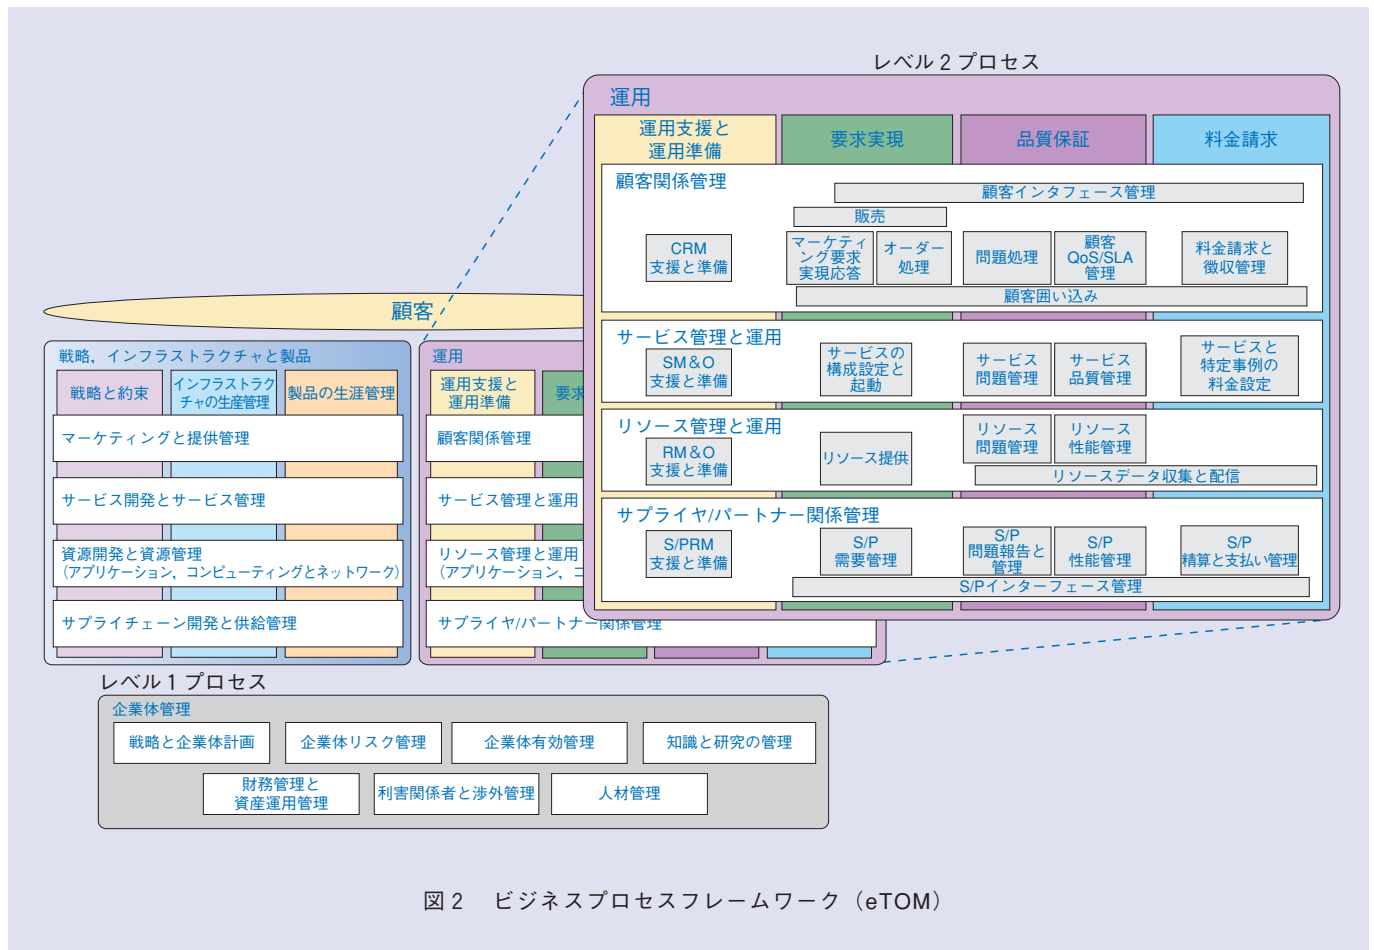 レベル2プロセス
運用
運用支援と
運用準備
要求実現
品質保証
料金請求
顧客関係管理
顧客インタフェース管理
販売
CRM
支援と準備
マーケティ
ング要求
実現応答
オーダー
処理
問題処理
顧客
QoS/SLA
管理
料金請求と
徴収管理
顧客囲い込み
サービス管理と運用
SM&O
支援と準備
サービスの
構成設定と
起動
サービス
問題管理
サービス
品質管理
サービスと
特定事例の
料金設定
リソース管理と運用
RM&O
支援と準備
リソース提供
リソース
問題管理
リソース
性能管理
リソースデータ収集と配信
サプライヤ/パートナー関係管理
S/PRM
支援と準備
S/P
需要管理
S/P
問題報告と
管理
S/P
性能管理
S/P
精算と支払い管理
S/Pインターフェース管理
顧客
戦略，インフラストラクチャと製品
戦略と約束
インフラストラク
チャの生産管理
製品の生涯管理
マーケティングと提供管理
サービス開発とサービス管理
資源開発と資源管理
（アプリケーション，コンピューティングとネットワーク）
サプライチェーン開発と供給管理
運用
運用支援と
運用準備
要求
顧客関係管理
サービス管理と運用
リソース管理と運用
（アプリケーション，コ
サプライヤ/パートナー関係管理
レベル1プロセス
企業体管理
戦略と企業体計画
企業体リスク管理
企業体有効管理
知識と研究の管理
財務管理と
資産運用管理
利害関係者と渉外管理
人材管理
図2　ビジネスプロセスフレームワーク（eTOM）